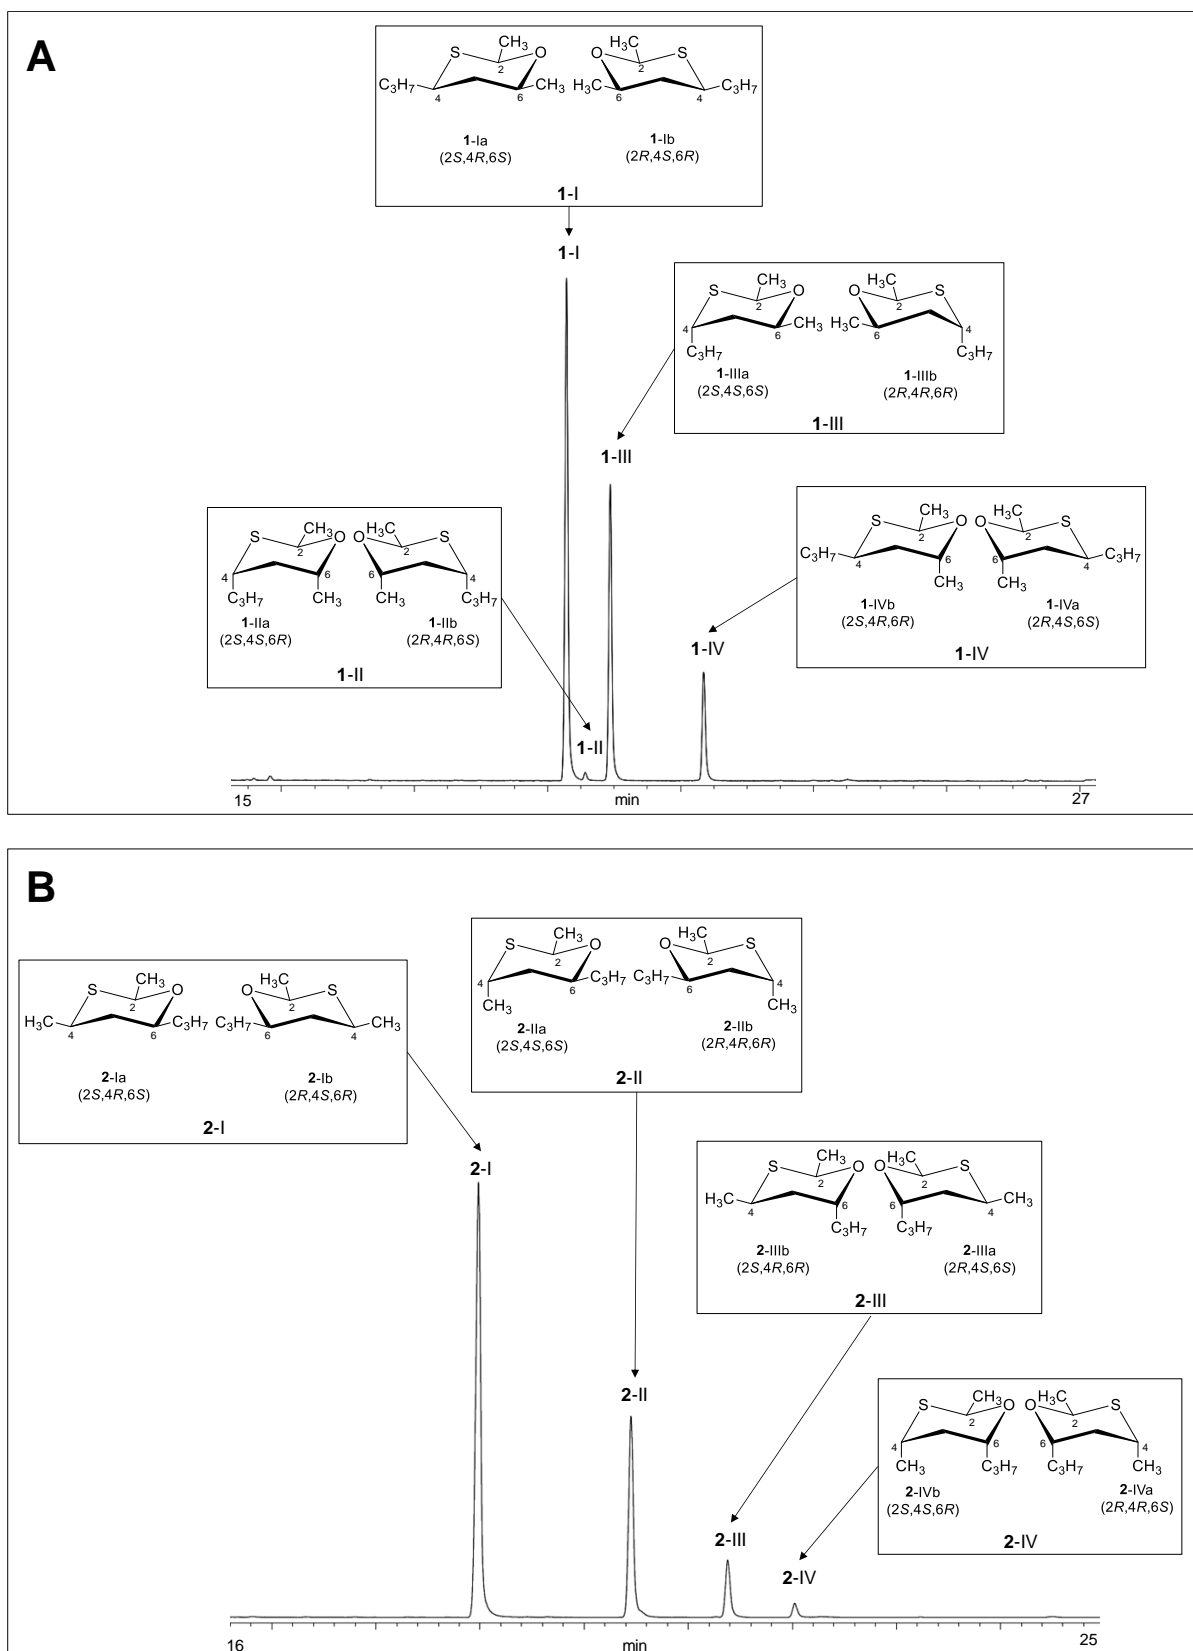 A
S CH₃ O
2
C₃H₇ 4 6 CH₃
H₃C O S
2
H₃C 6 4 C₃H₇
1-Ia
(2S,4R,6S)
1-Ib
(2R,4S,6R)
1-I
1-I
S CH₃ O
2
4 6 CH₃
C₃H₇
H₃C O S
2
H₃C 6 4
C₃H₇
1-IIIa
(2S,4S,6S)
1-IIIb
(2R,4R,6R)
1-III
1-III
S CH₃ O
2
4 6
C₃H₇ CH₃
O H₃C S
2
6 4
CH₃ C₃H₇
1-IIa
(2S,4S,6R)
1-IIb
(2R,4R,6S)
1-II
1-II
S CH₃ O
2
C₃H₇ 4 6
CH₃
O H₃C S
2
6 4 C₃H₇
CH₃
1-IVb
(2S,4R,6R)
1-IVa
(2R,4S,6S)
1-IV
1-IV
15 min 27
B
S CH₃ O
2
H₃C 4 6 C₃H₇
H₃C O S
2
C₃H₇ 6 4 CH₃
2-Ia
(2S,4R,6S)
2-Ib
(2R,4S,6R)
2-I
2-I
S CH₃ O
2
4 6 C₃H₇
CH₃
O H₃C S
2
C₃H₇ 6 4
CH₃
2-IIa
(2S,4S,6S)
2-IIb
(2R,4R,6R)
2-II
2-II
S CH₃ O
2
H₃C 4 6
C₃H₇
O H₃C S
2
6 4 CH₃
C₃H₇
2-IIIb
(2S,4R,6R)
2-IIIa
(2R,4S,6S)
2-III
2-III
S CH₃ O
2
4 6
CH₃ C₃H₇
O H₃C S
2
6 4
C₃H₇ CH₃
2-IVb
(2S,4S,6R)
2-IVa
(2R,4R,6S)
2-IV
2-IV
16 min 25